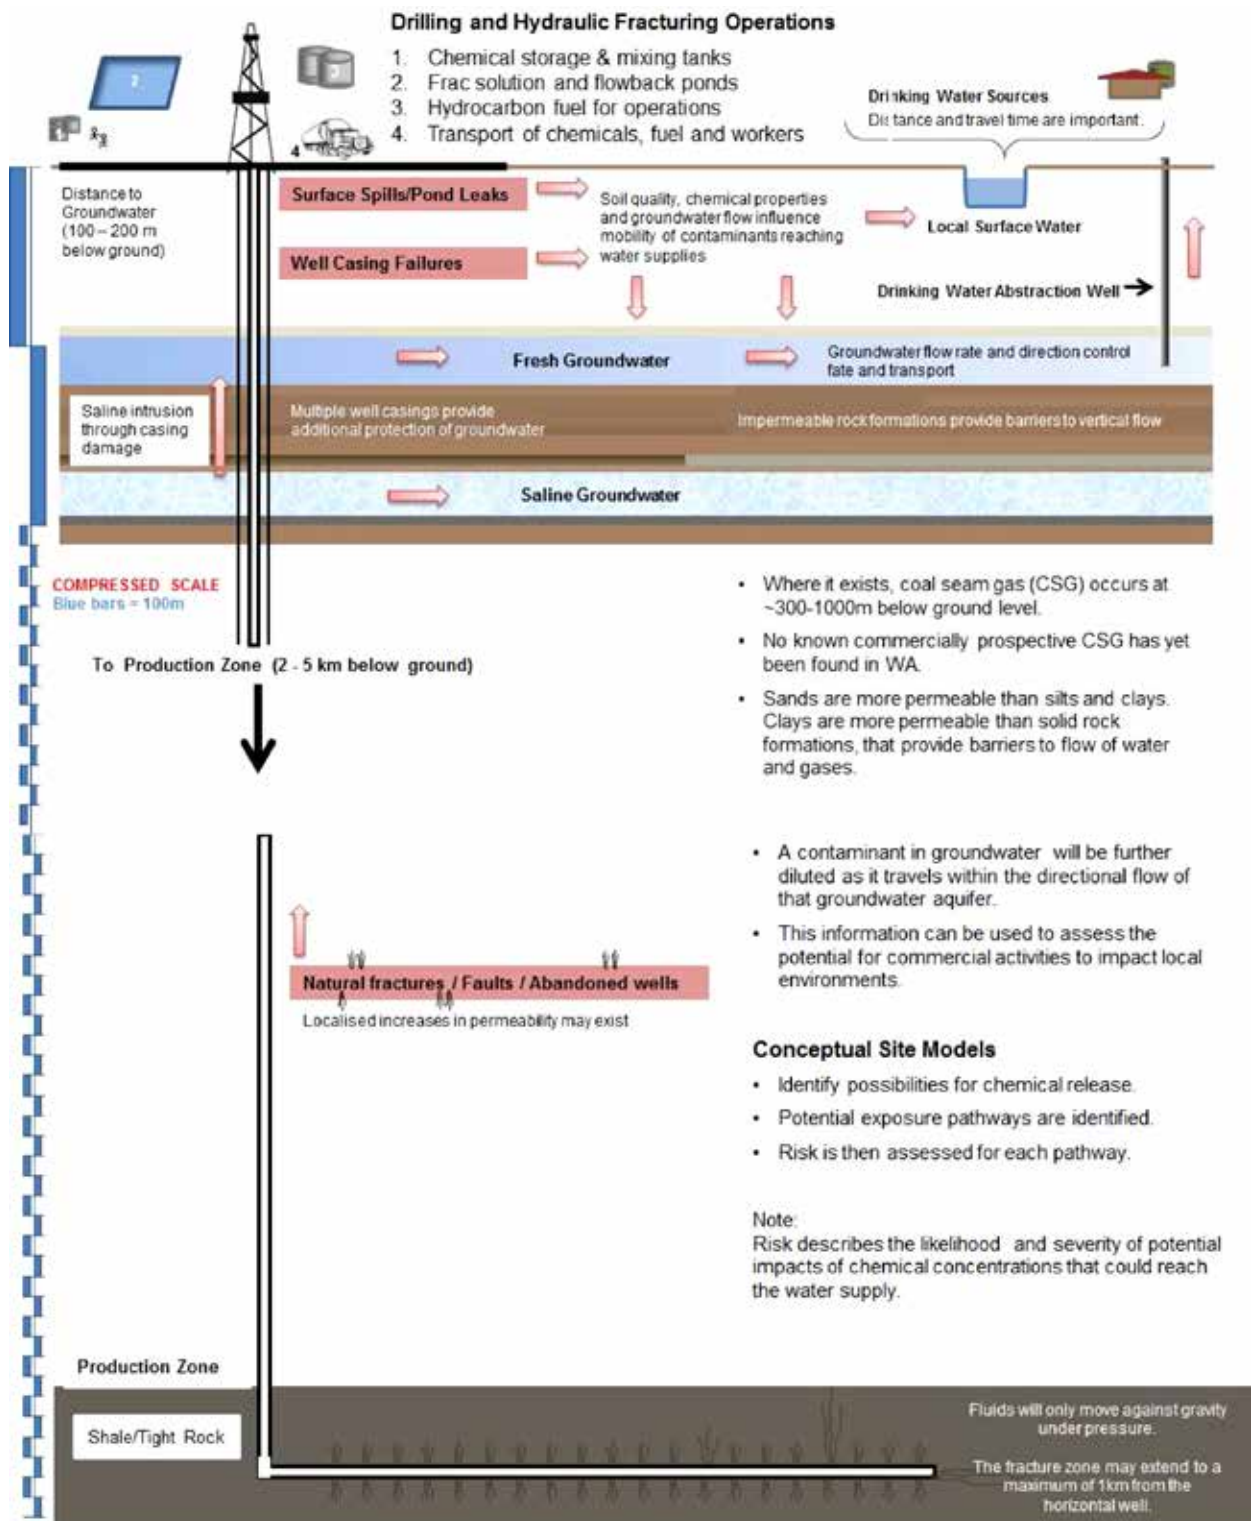 Drilling and Hydraulic Fracturing Operations
1. Chemical storage & mixing tanks
2. Frac solution and flowback ponds
3. Hydrocarbon fuel for operations
4. Transport of chemicals, fuel and workers
2.
4
Drinking Water Sources
Distance and travel time are important.
Distance to
Groundwater
(100 – 200 m
below ground)
Surface Spills/Pond Leaks
Well Casing Failures
Soil quality, chemical properties
and groundwater flow influence
mobility of contaminants reaching
water supplies
Local Surface Water
Drinking Water Abstraction Well
Fresh Groundwater
Groundwater flow rate and direction control
fate and transport
Saline intrusion
through casing
damage
Multiple well casings provide
additional protection of groundwater
Impermeable rock formations provide barriers to vertical flow
Saline Groundwater
COMPRESSED SCALE
Blue bars = 100m
To Production Zone (2 - 5 km below ground)
• Where it exists, coal seam gas (CSG) occurs at
~300-1000m below ground level.
• No known commercially prospective CSG has yet
been found in WA.
• Sands are more permeable than silts and clays.
Clays are more permeable than solid rock
formations, that provide barriers to flow of water
and gases.
• A contaminant in groundwater will be further
diluted as it travels within the directional flow of
that groundwater aquifer.
• This information can be used to assess the
potential for commercial activities to impact local
environments.
Natural fractures / Faults / Abandoned wells
Localised increases in permeability may exist
Conceptual Site Models
• Identify possibilities for chemical release.
• Potential exposure pathways are identified.
• Risk is then assessed for each pathway.
Note:
Risk describes the likelihood and severity of potential
impacts of chemical concentrations that could reach
the water supply.
Production Zone
Shale/Tight Rock
Fluids will only move against gravity
under pressure.
The fracture zone may extend to a
maximum of 1km from the
horizontal well.